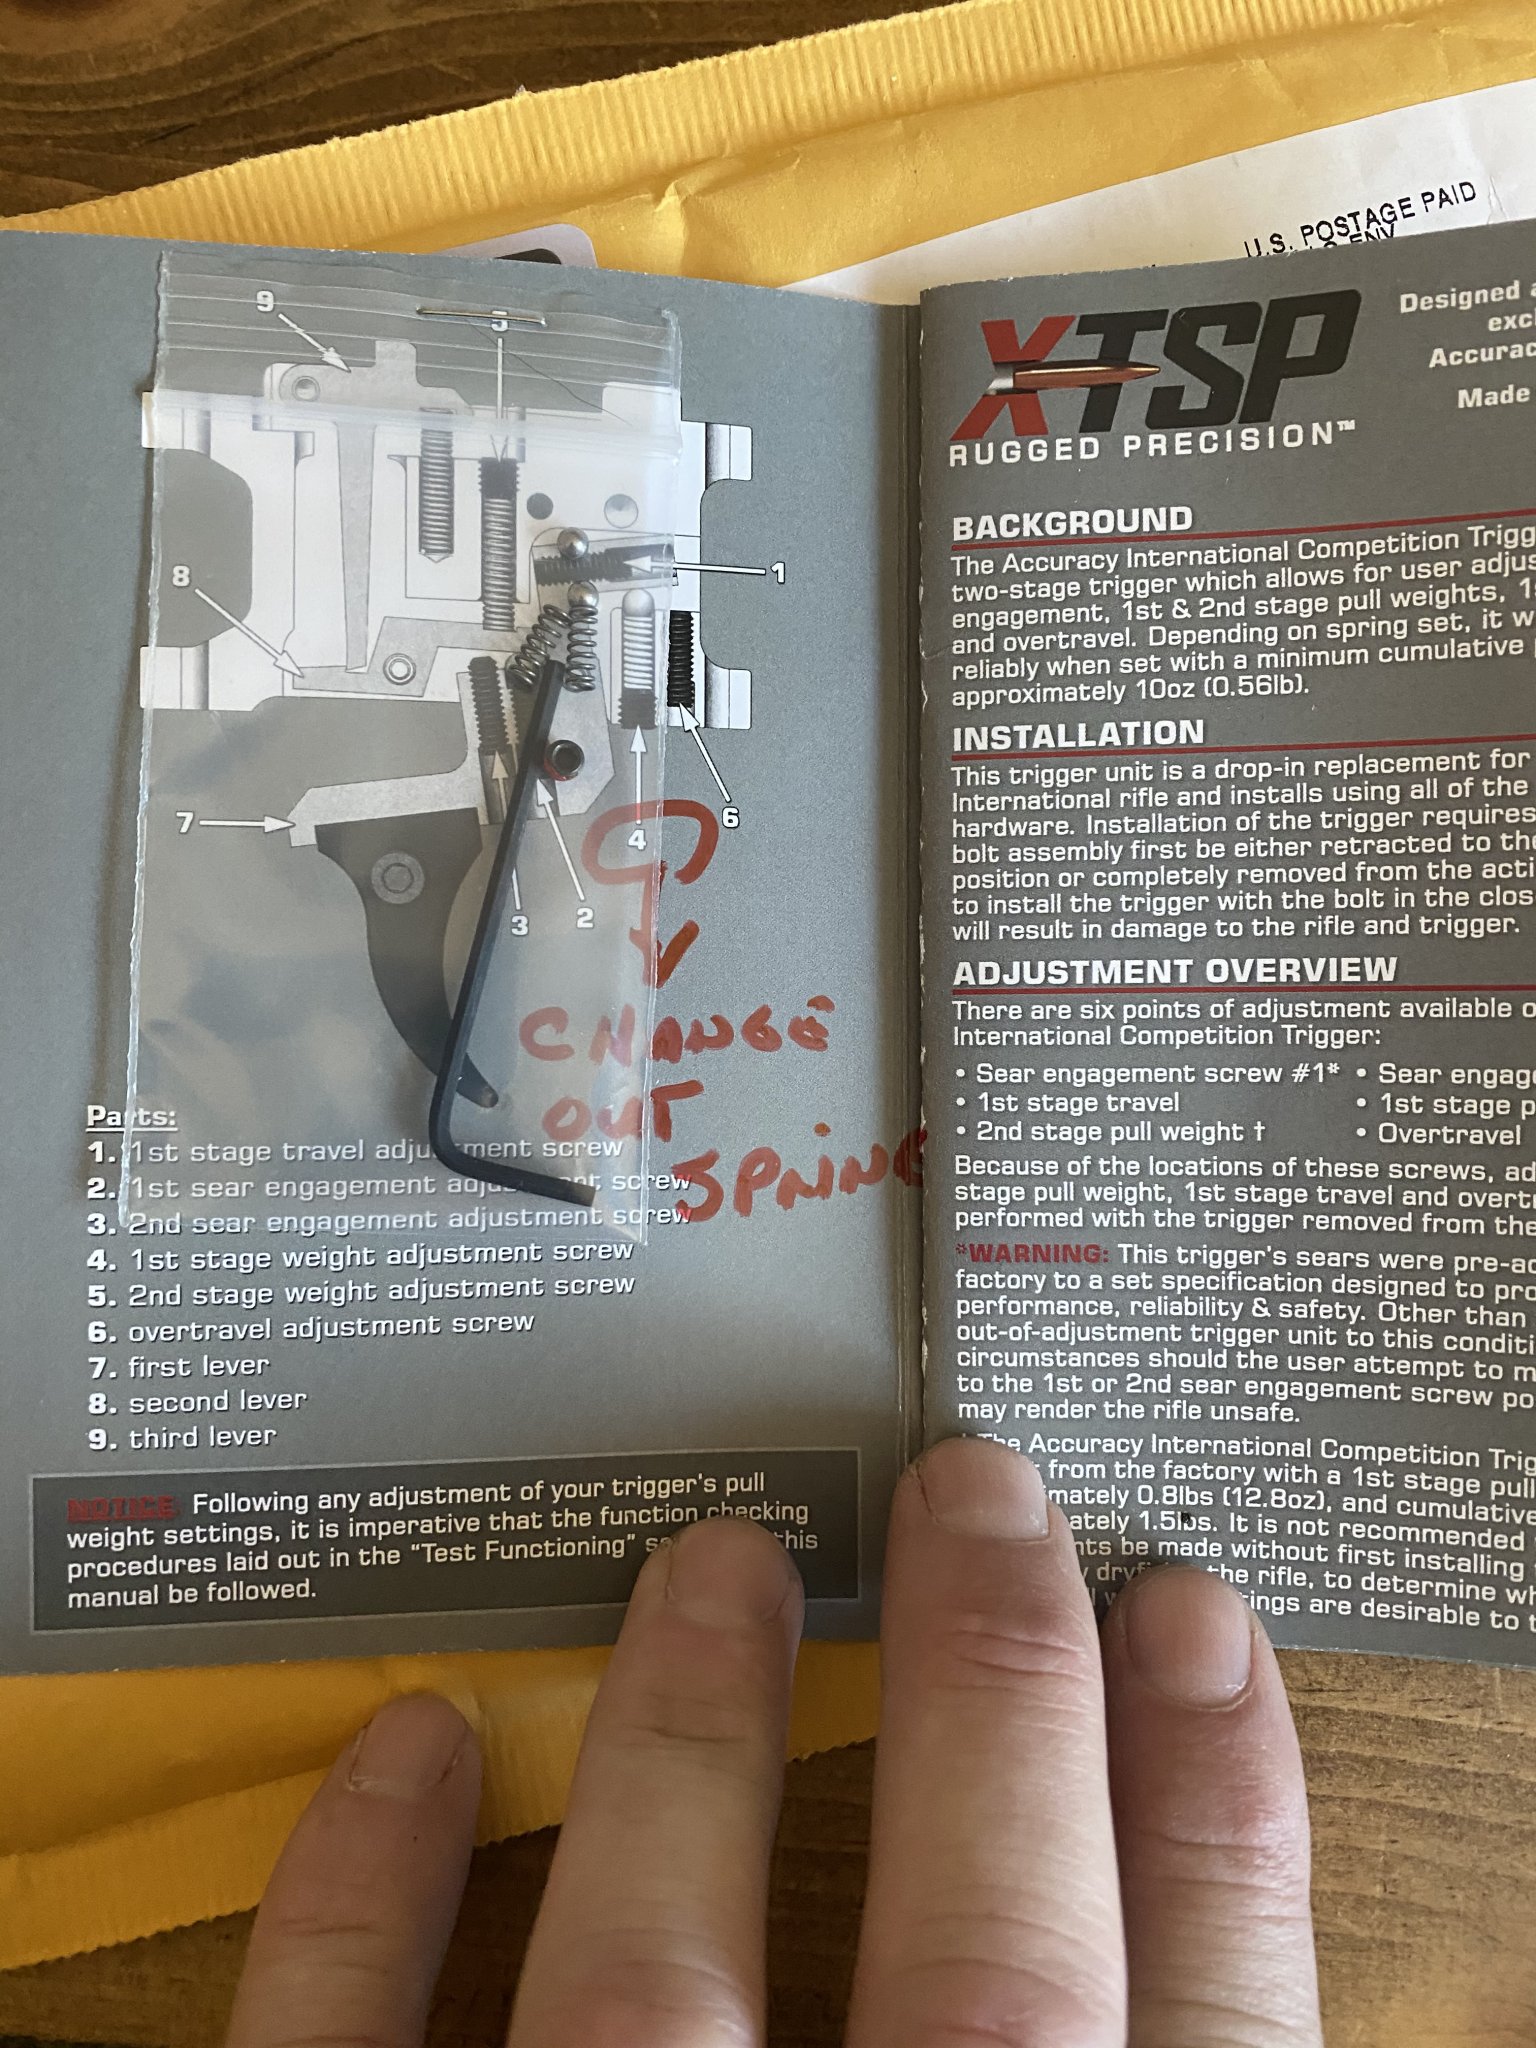 U.S. POSTAGE PAID
9
5
8
1
7
3
2
4
6
CHANGE
OUT
SPRING
Parts:
1. 1st stage travel adjustment screw
2. 1st sear engagement adjustment screw
3. 2nd sear engagement adjustment screw
4. 1st stage weight adjustment screw
5. 2nd stage weight adjustment screw
6. overtravel adjustment screw
7. first lever
8. second lever
9. third lever
NOTICE: Following any adjustment of your trigger's pull
weight settings, it is imperative that the function checking
procedures laid out in the "Test Functioning" this
manual be followed.
XTSP
RUGGED PRECISION™
Designed
Made
BACKGROUND
The Accuracy International Competition
two-stage trigger which allows for user
engagement, 1st & 2nd stage pull weights,
and overtravel. Depending on spring set, it
reliably when set with a minimum cumulative
approximately 10oz (0.56lb).
INSTALLATION
This trigger unit is a drop-in replacement for
International rifle and installs using all of the
hardware. Installation of the trigger requires
bolt assembly first be either retracted to the
position or completely removed from the
to install the trigger with the bolt in the
will result in damage to the rifle and trigger.
ADJUSTMENT OVERVIEW
There are six points of adjustment available
International Competition Trigger:
• Sear engagement screw #1* • Sear
• 1st stage travel • 1st stage
• 2nd stage pull weight † • Overtravel
Because of the locations of these screws,
stage pull weight, 1st stage travel and
performed with the trigger removed from the
*WARNING: This trigger's sears were
factory to a set specification designed to
performance, reliability & safety. Other than
out-of-adjustment trigger unit to this
circumstances should the user attempt to
to the 1st or 2nd sear engagement screw
may render the rifle unsafe.
The Accuracy International Competition
from the factory with a 1st stage pull
0.8lbs (12.8oz), and cumulative
1.5lbs. It is not recommended
be made without first installing
the rifle, to determine
are desirable to